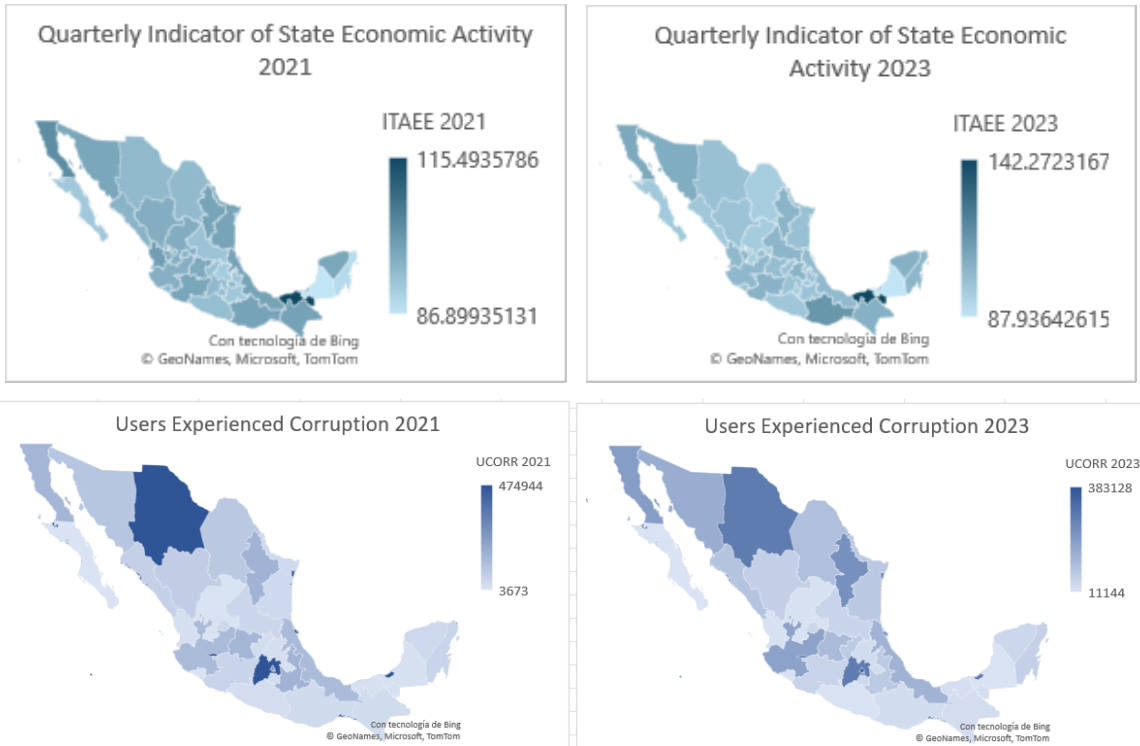 Quarterly Indicator of State Economic Activity
2021
ITAEE 2021
115.4935786
86.89935131
Con tecnología de Bing
© GeoNames, Microsoft, TomTom
Quarterly Indicator of State Economic
Activity 2023
ITAEE 2023
142.2723167
87.93642615
Con tecnología de Bing
© GeoNames, Microsoft, TomTom
Users Experienced Corruption 2021
UCORR 2021
474944
3673
Con tecnología de Bing
© GeoNames, Microsoft, TomTom
Users Experienced Corruption 2023
UCORR 2023
383128
11144
Con tecnología de Bing
© GeoNames, Microsoft, TomTom